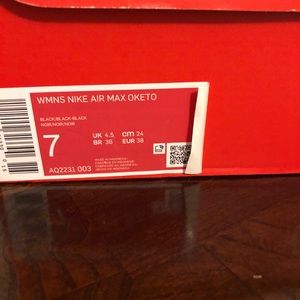 WMNS NIKE AIR MAX OKETO
BLACK/BLACK-BLACK
NOIR/NOIR/NOIR
7
UK 4.5 cm 24
BR 36 EUR 38
AQ2231 003